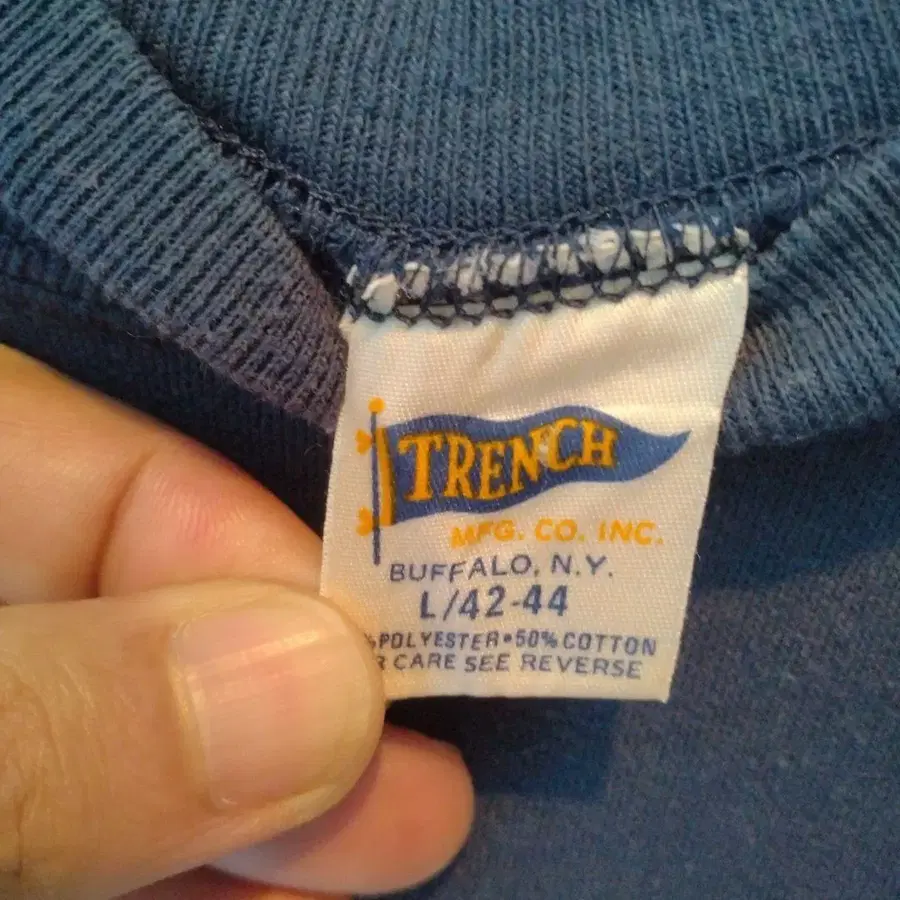 TRENCH
MFG. CO. INC.
BUFFALO, N.Y.
L/42-44
%POLYESTER•50%COTTON
R CARE SEE REVERSE